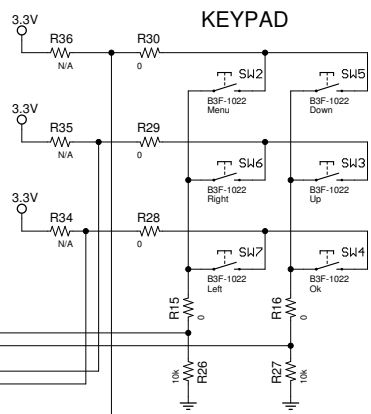 KEYPAD
3.3V
R36
N/A
R30
0
SW2
B3F-1022
Menu
SW5
B3F-1022
Down
3.3V
R35
N/A
R29
0
SW6
B3F-1022
Right
SW3
B3F-1022
Up
3.3V
R34
N/A
R28
0
SW7
B3F-1022
Left
SW4
B3F-1022
Ok
R15
0
R16
0
10k
R26
10k
R27